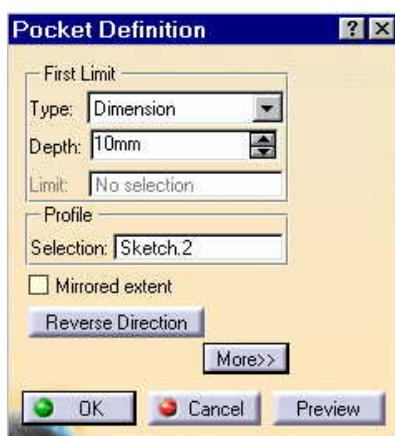 Pocket Definition ? ×
First Limit
Type: Dimension
Depth: 10mm
Limit: No selection
Profile
Selection: Sketch.2
Mirrored extent
Reverse Direction
More>>
OK Cancel Preview